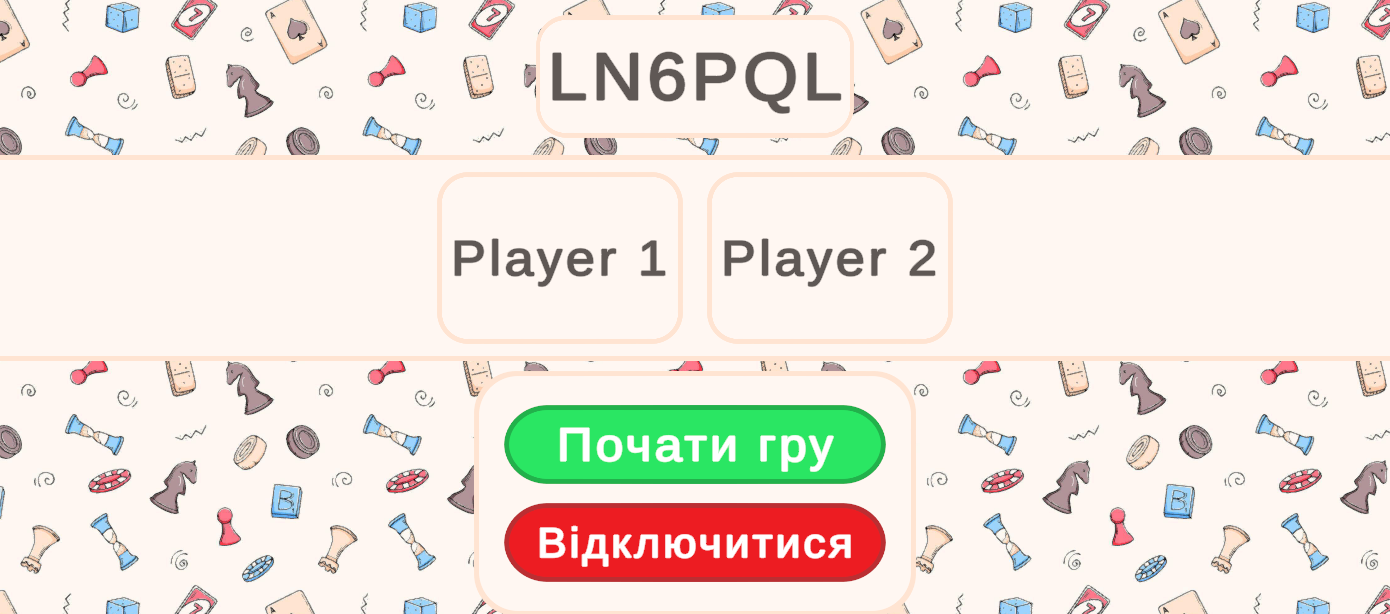 LN6PQL
Player 1
Player 2
Почати гру
Відключитися